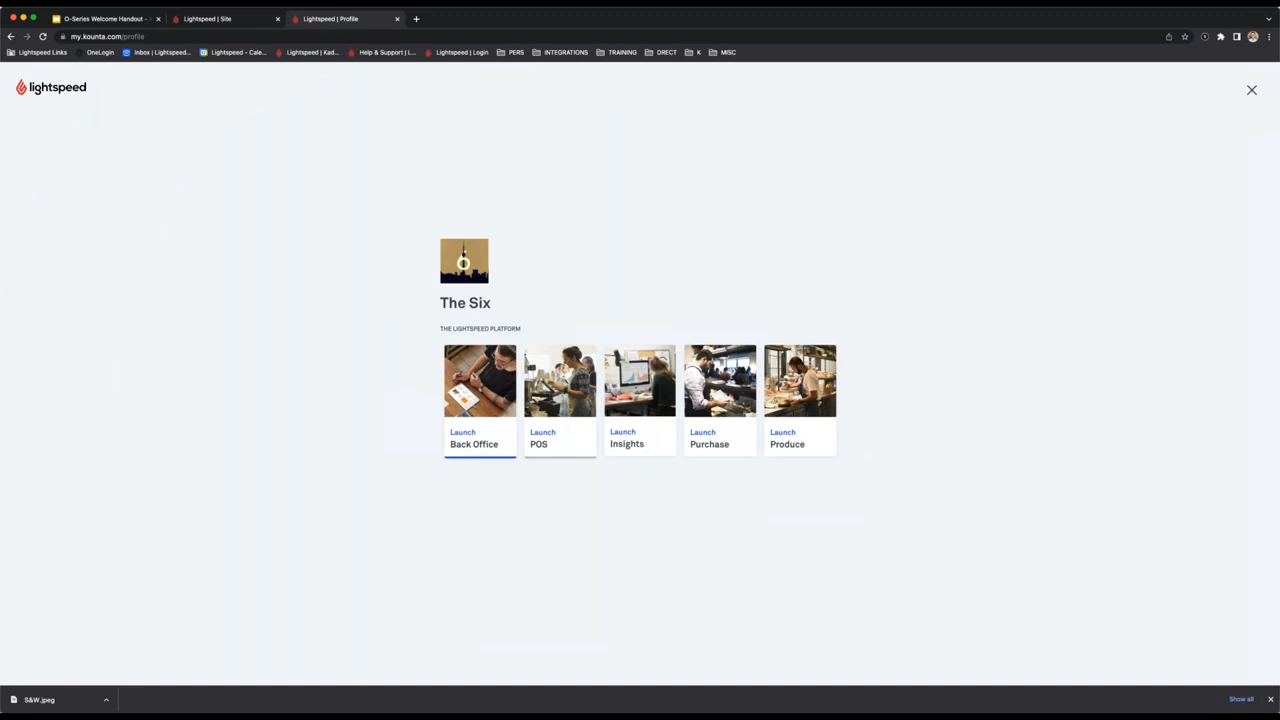 O-Series Welcome Handout - A
Lightspeed | Site
Lightspeed | Profile
my.kounta.com/profile
Lightspeed Links
OneLogin
Inbox | Lightspeed...
Lightspeed - Cale...
Lightspeed | Kad...
Help & Support | L...
Lightspeed | Login
PERS
INTEGRATIONS
TRAINING
DRECT
K
MISC
lightspeed
The Six
THE LIGHTSPEED PLATFORM
Launch
Back Office
Launch
POS
Launch
Insights
Launch
Purchase
Launch
Produce
S&W.jpeg
Show all